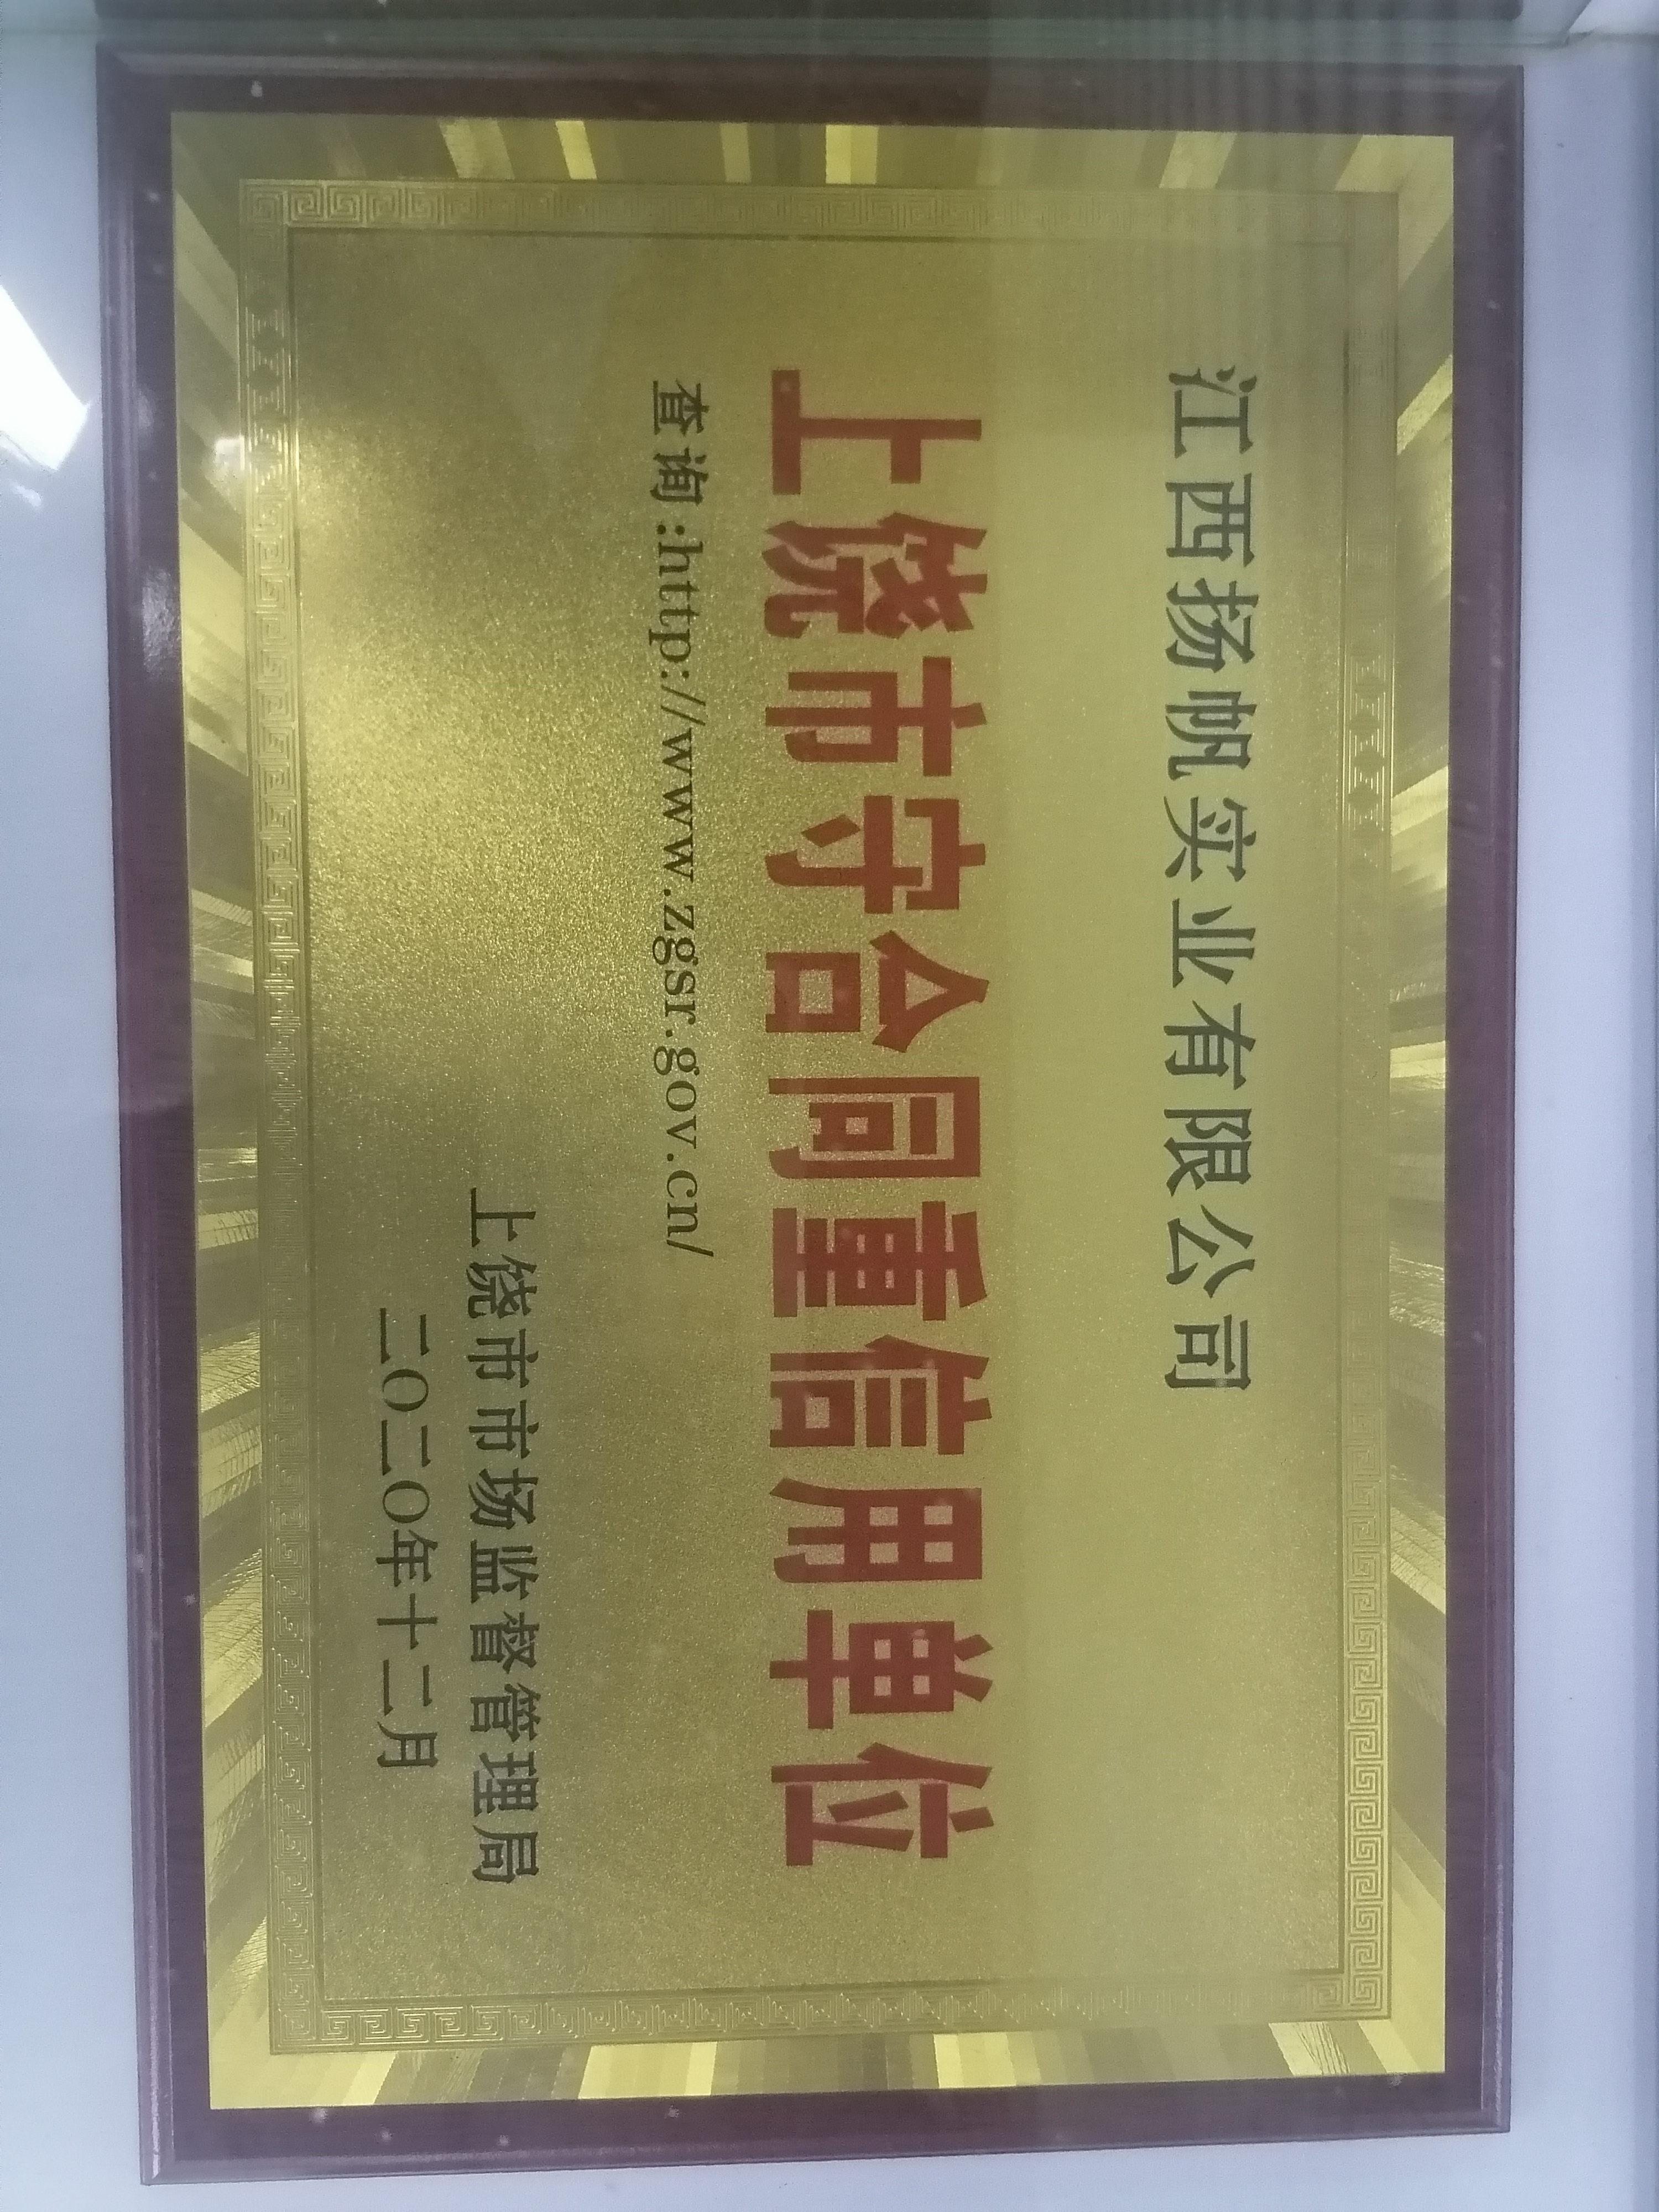 江西扬帆实业有限公司
上饶市守合同重信用单位
查询:http://www.zgsr.gov.cn/
上饶市市场监督管理局
二〇二〇年十二月